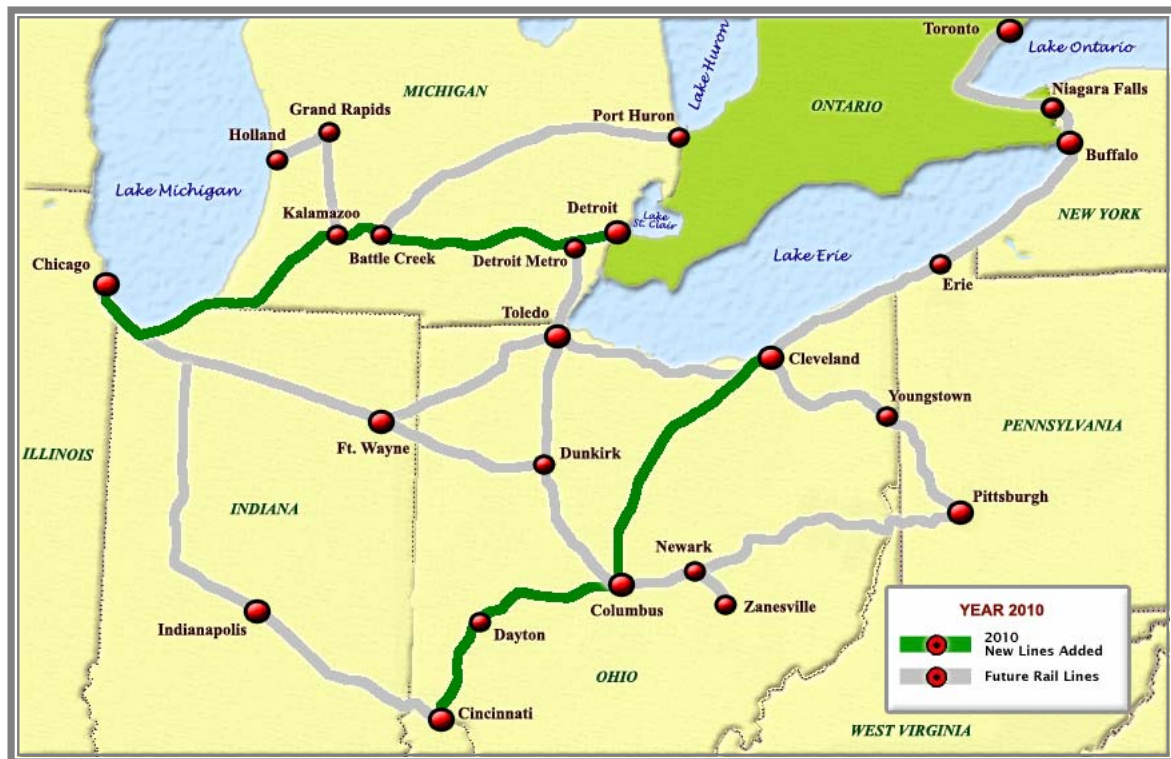 Toronto
Lake Ontario
Lake Huron
MICHIGAN
Niagara Falls
ONTARIO
Grand Rapids
Port Huron
Holland
Buffalo
Lake Michigan
Kalamazoo
Detroit
Lake
St. Clair
NEW YORK
Battle Creek
Detroit Metro
Lake Erie
Chicago
Erie
Toledo
Cleveland
Youngstown
PENNSYLVANIA
ILLINOIS
Ft. Wayne
Dunkirk
INDIANA
Pittsburgh
Newark
Columbus
Zanesville
Indianapolis
Dayton
OHIO
Cincinnati
WEST VIRGINIA
YEAR 2010
2010
New Lines Added
Future Rail Lines